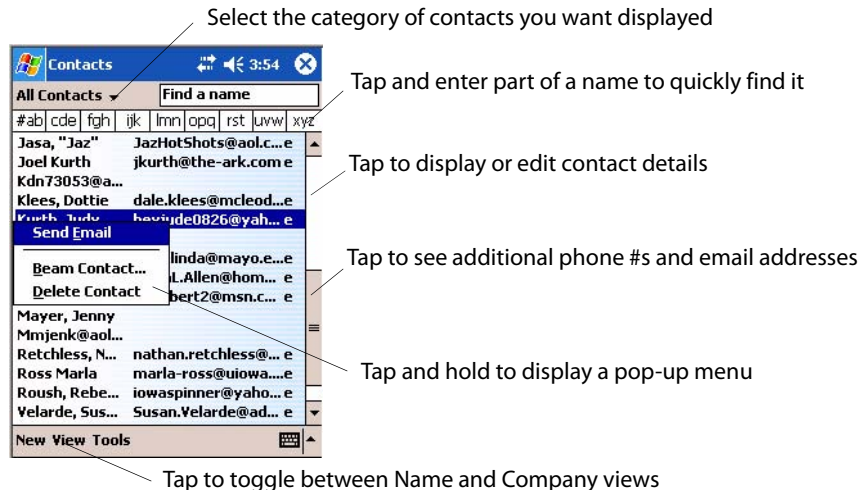 Select the category of contacts you want displayed
Contacts 3:54
Tap and enter part of a name to quickly find it
All Contacts Find a name
#ab cde fgh ijk lmn opq rst uvw xyz
Jasa, "Jaz" JazHotShots@aol.c... e
Joel Kurth jkurth@the-ark.com e
Tap to display or edit contact details
Kdn73053@a...
Klees, Dottie dale.klees@mcleod... e
Kurth, Judy heyjude0826@yah... e
Send Email
linda@mayo.e... e
Tap to see additional phone #s and email addresses
Beam Contact... L.Allen@hom... e
Delete Contact bert2@msn.c... e
Mayer, Jenny
Mmjenk@aol...
Retchless, N... nathan.retchless@... e
Tap and hold to display a pop-up menu
Ross Marla marla-ross@uiowa.... e
Roush, Rebe... iowaspinner@yaho... e
Velarde, Sus... Susan.Velarde@ad... e
New View Tools
Tap to toggle between Name and Company views